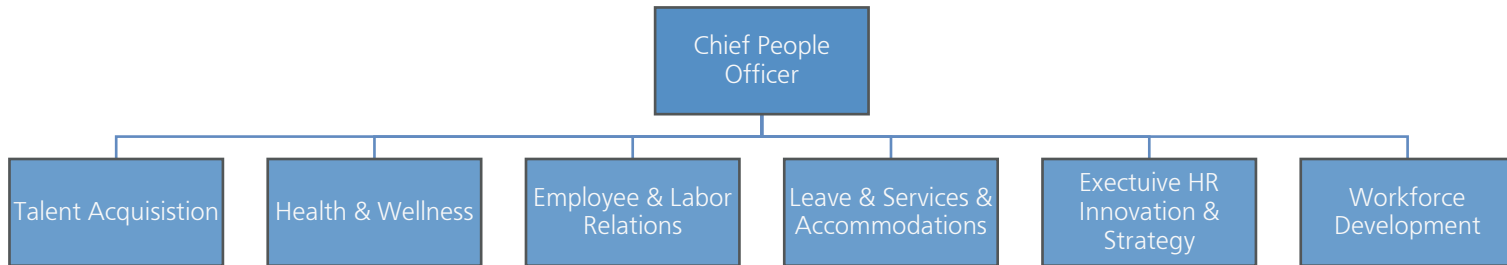 Chief People
Officer
Talent Acquisistion
Health & Wellness
Employee & Labor
Relations
Leave & Services &
Accommodations
Exectuive HR
Innovation &
Strategy
Workforce
Development